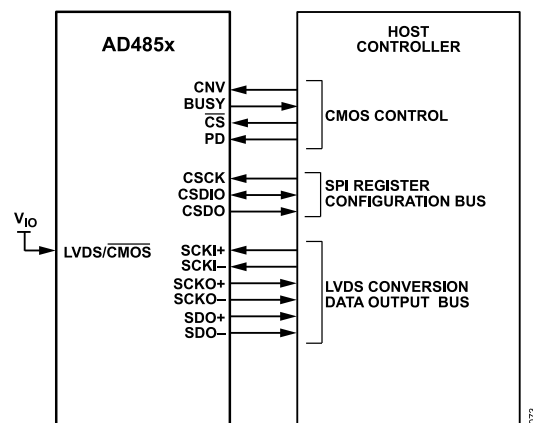 AD485x
HOST
CONTROLLER
CNV
BUSY
CS
PD
CMOS CONTROL
CSCK
CSDIO
CSDO
SPI REGISTER
CONFIGURATION BUS
VIO
LVDS/CMOS
SCKI+
SCKI–
SCKO+
SCKO–
SDO+
SDO–
LVDS CONVERSION
DATA OUTPUT BUS